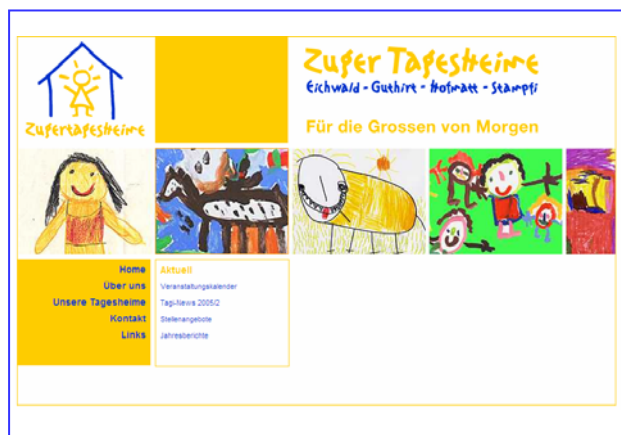 Zugertagesheime
Zuger Tagesheime
Eichwald - Guthirt - Hofmatt - Stampfi
Für die Grossen von Morgen
Home
Über uns
Unsere Tagesheime
Kontakt
Links
Aktuell
Veranstaltungskalender
Tagi-News 2005/2
Stellenangebote
Jahresberichte